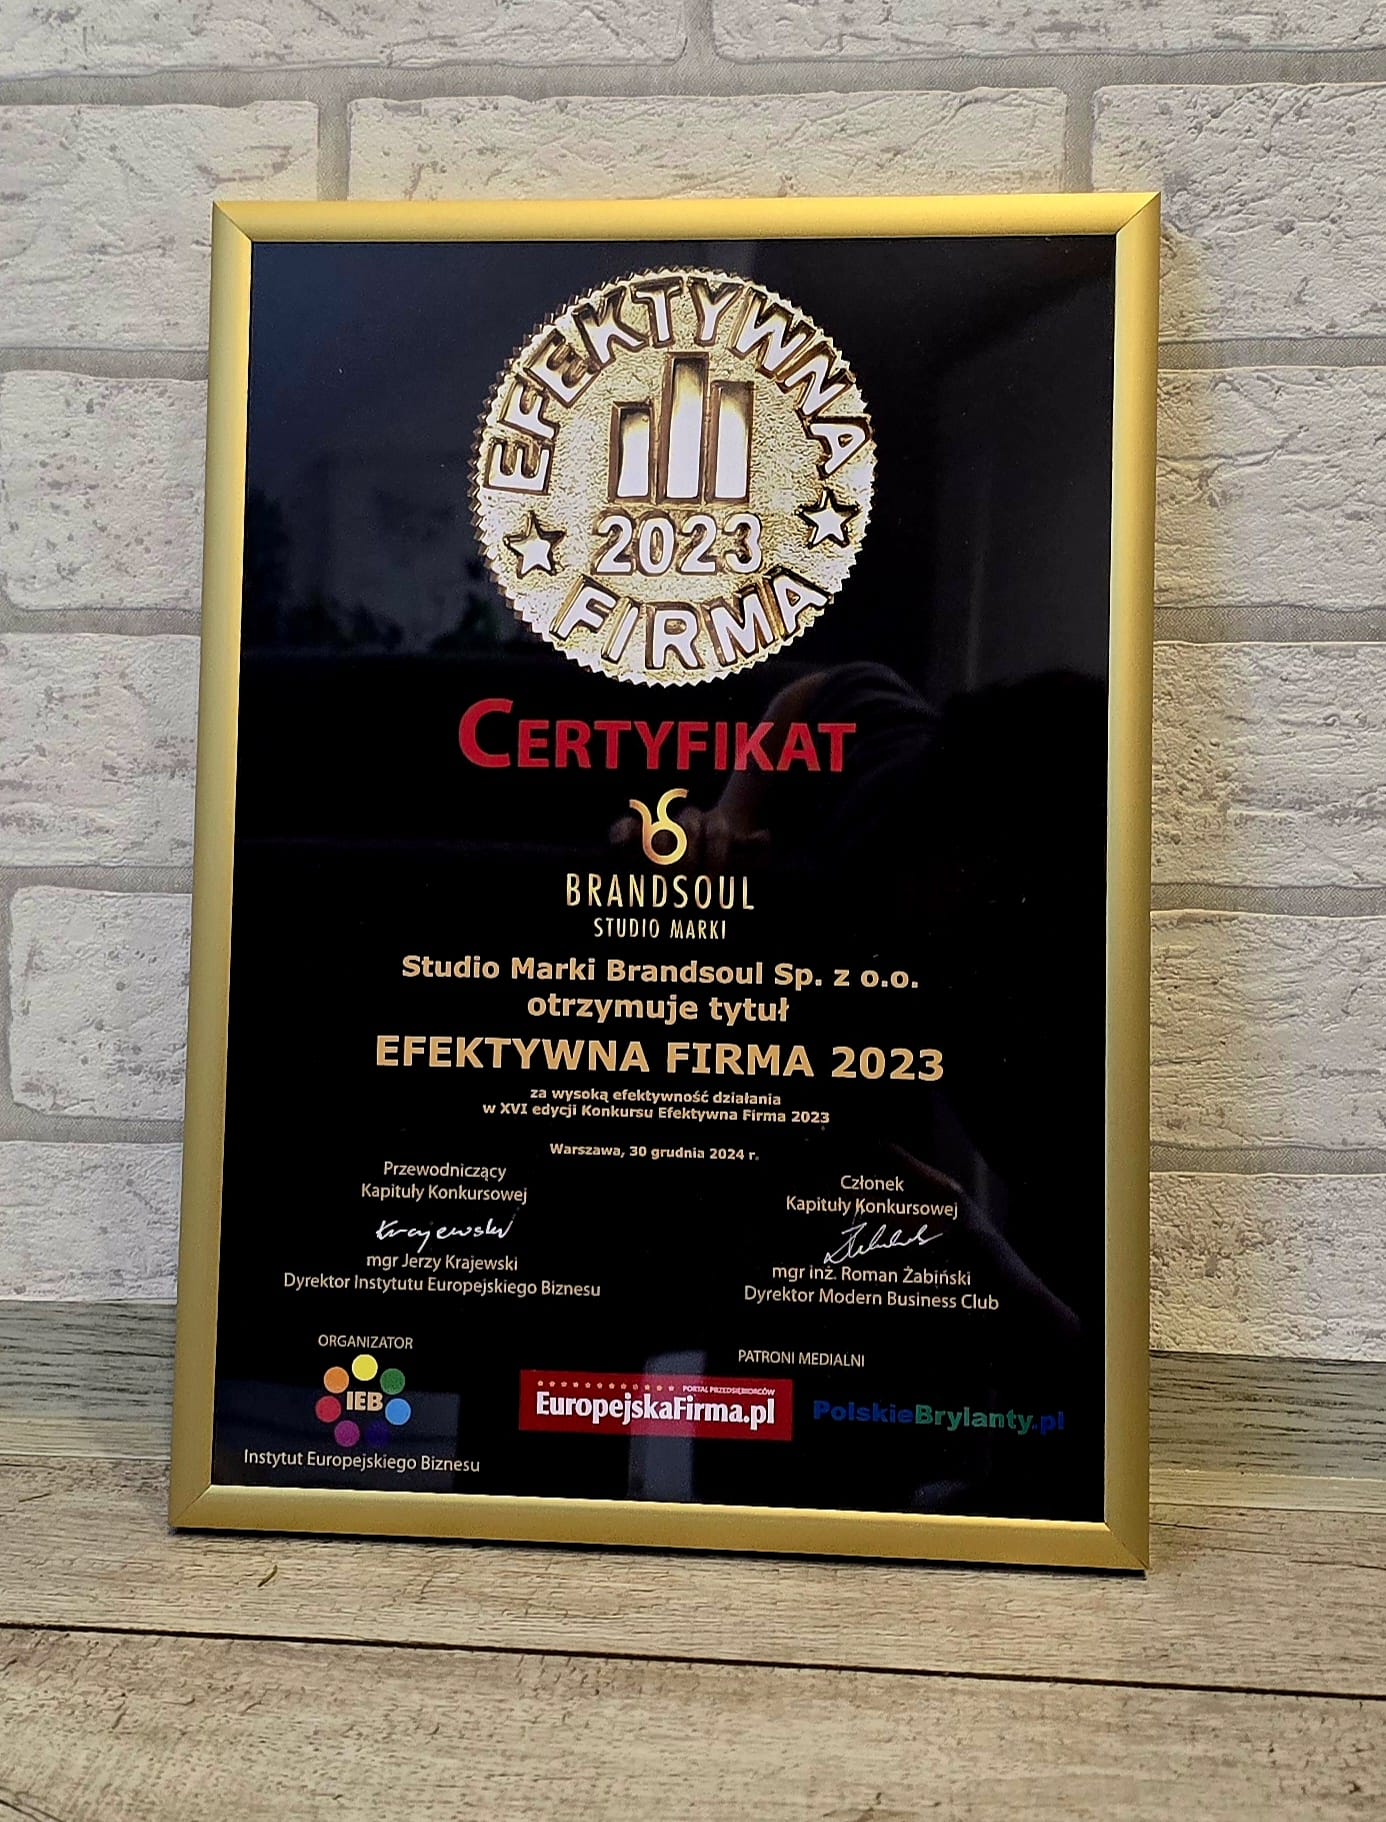 EFEKTYWNA
2023
FIRMA
CERTYFIKAT
BRANDSOUL
STUDIO MARKI
Studio Marki Brandsoul Sp. z o.o.
otrzymuje tytuł
EFEKTYWNA FIRMA 2023
za wysoką efektywność działania
w XVI edycji Konkursu Efektywna Firma 2023
Warszawa, 30 grudnia 2024 r.
Przewodniczący
Kapituły Konkursowej
Krajewski
mgr Jerzy Krajewski
Dyrektor Instytutu Europejskiego Biznesu
Członek
Kapituły Konkursowej
mgr inż. Roman Żabiński
Dyrektor Modern Business Club
ORGANIZATOR
IEB
Instytut Europejskiego Biznesu
PATRONI MEDIALNI
PORTAL PRZEDSIĘBIORCÓW
EuropejskaFirma.pl
PolskieBrylanty.pl